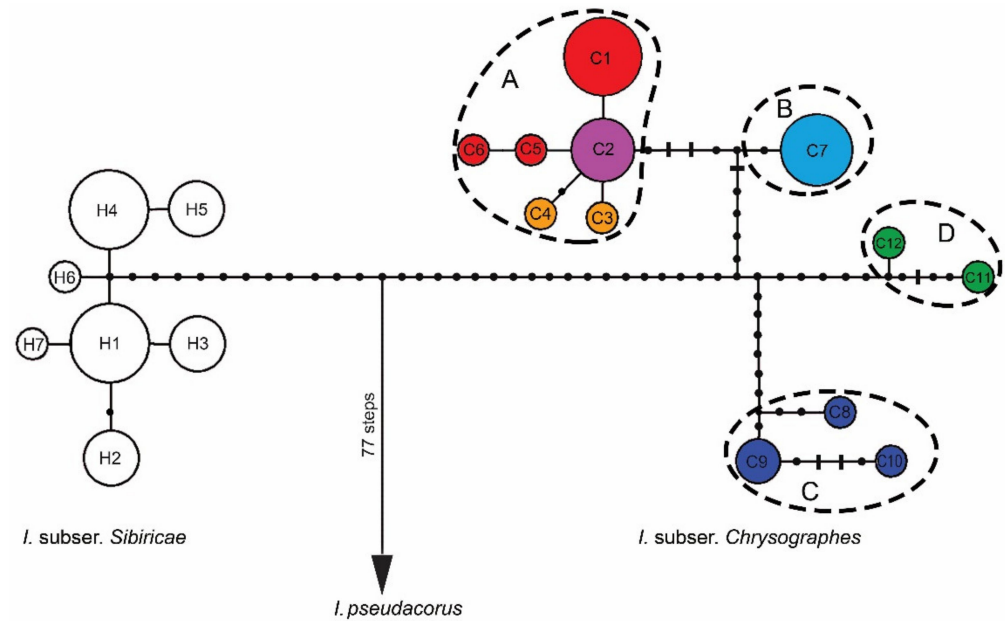 C1
A
B
C6
C5
C2
C7
H4
H5
C4
C3
C12
D
H6
C11
H7
H1
H3
77 steps
C8
H2
C9
C10
C
I. subser. Sibiricae
I. subser. Chrysographes
I. pseudacorus